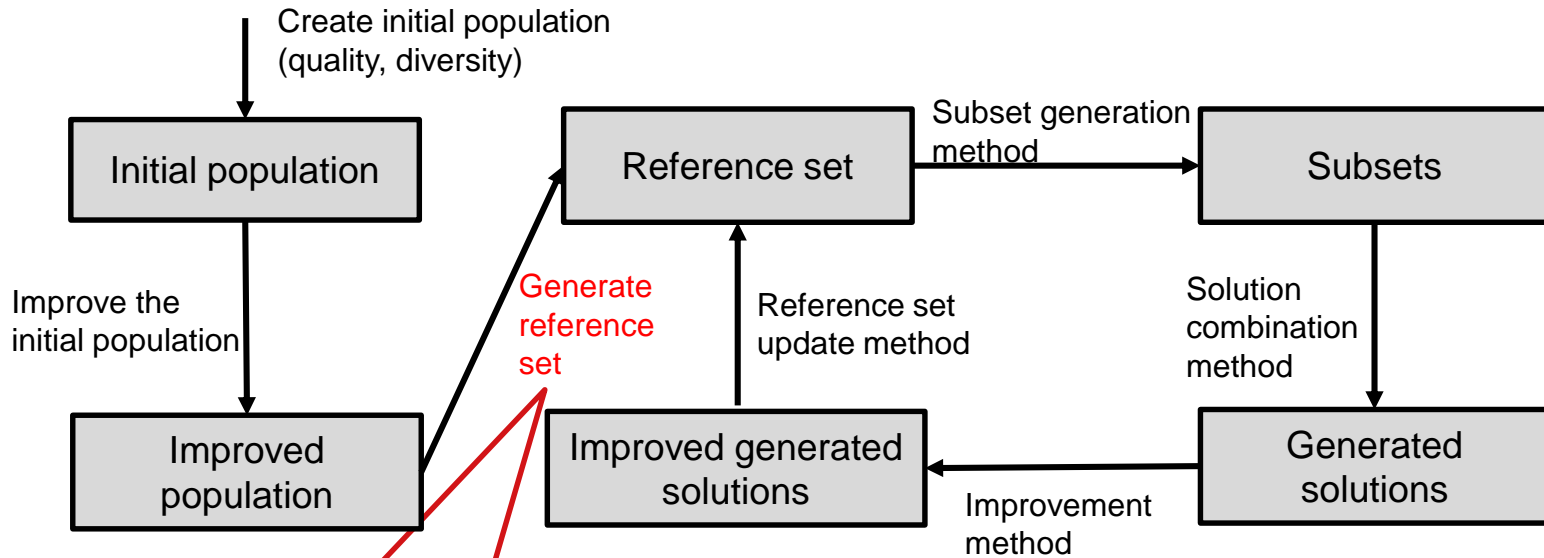 Create initial population
(quality, diversity)
Initial population
Improve the
initial population
Improved
population
Generate
reference
set
Reference set
Subset generation
method
Subsets
Solution
combination
method
Generated
solutions
Improvement
method
Improved generated
solutions
Reference set
update method